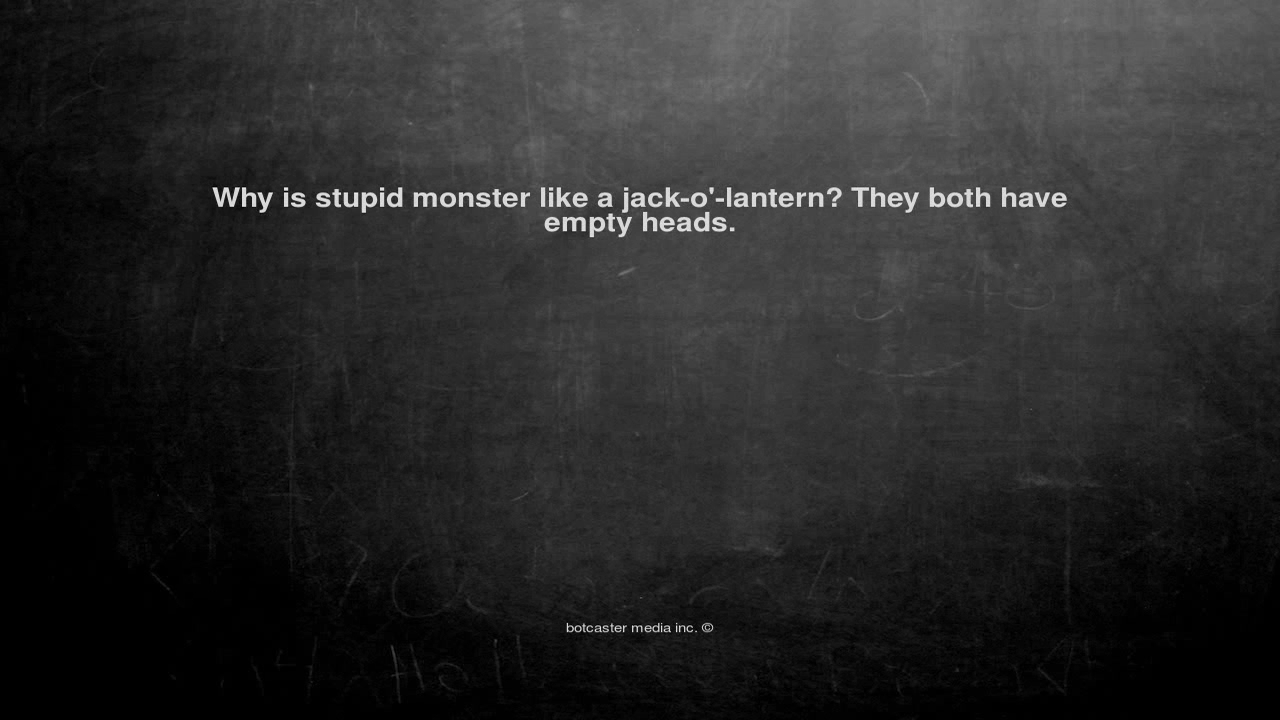 Why is stupid monster like a jack-o'-lantern? They both have
empty heads.
botcaster media inc. ©